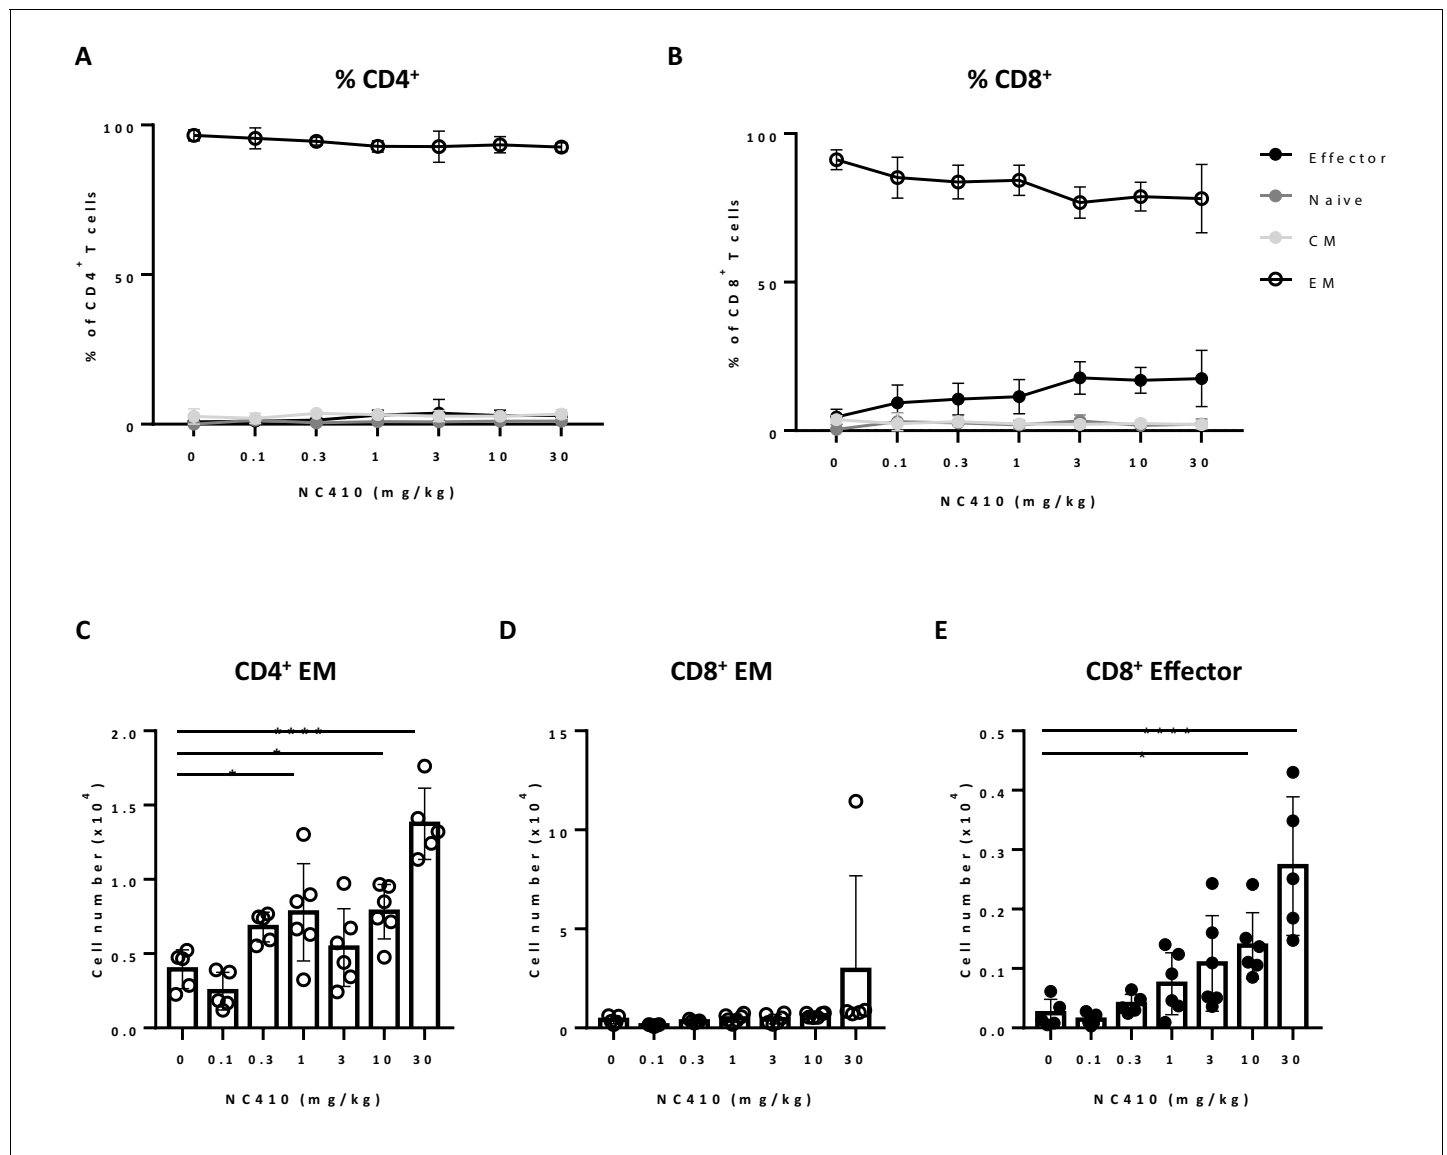 A
% CD4+
% of CD4+ T cells
100
50
0
0 0.1 0.3 1 3 10 30
NC410 (mg/kg)
B
% CD8+
% of CD8+ T cells
100
50
0
0 0.1 0.3 1 3 10 30
NC410 (mg/kg)
Effector
Naive
CM
EM
C
CD4+ EM
Cell number (x10^4)
2.0
1.5
1.0
0.5
0.0
****
*
*
0 0.1 0.3 1 3 10 30
NC410 (mg/kg)
D
CD8+ EM
Cell number (x10^4)
15
10
5
0
0 0.1 0.3 1 3 10 30
NC410 (mg/kg)
E
CD8+ Effector
Cell number (x10^4)
0.5
0.4
0.3
0.2
0.1
0.0
****
*
0 0.1 0.3 1 3 10 30
NC410 (mg/kg)